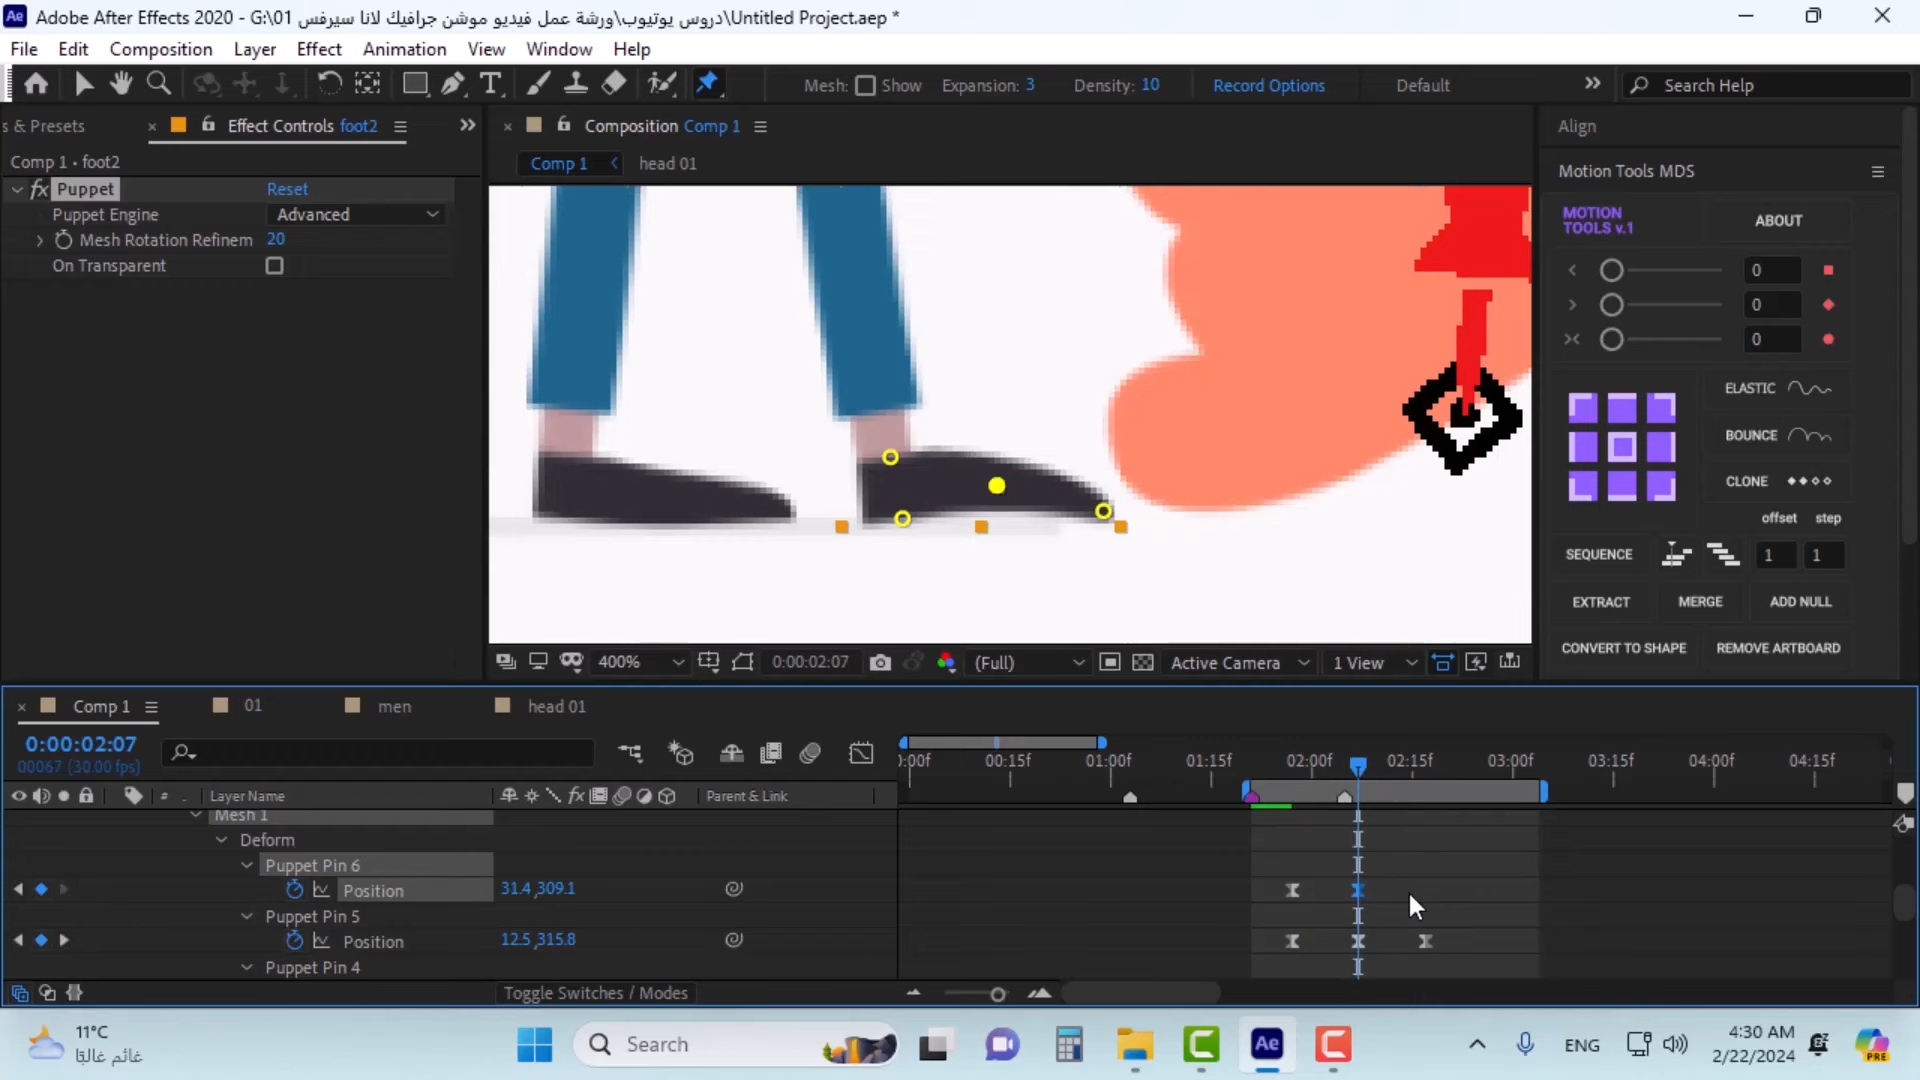 Adobe After Effects 2020 - G:\01 دروس يوتيوب\ورشة عمل فيديو موشن جرافيك لانا سيرفس\Untitled Project.aep *
File Edit Composition Layer Effect Animation View Window Help
Mesh: Show Expansion: 3 Density: 10 Record Options Default Search Help
s & Presets Effect Controls foot2 Composition Comp 1 Align
Comp 1 • foot2 Comp 1 head 01 Motion Tools MDS
fx Puppet Reset
Puppet Engine Advanced
Mesh Rotation Refinem 20
On Transparent
MOTION TOOLS v.1 ABOUT
0
0
0
ELASTIC
BOUNCE
CLONE
offset step
SEQUENCE 1 1
EXTRACT MERGE ADD NULL
CONVERT TO SHAPE REMOVE ARTBOARD
400% 0:00:02:07 (Full) Active Camera 1 View
Comp 1 01 men head 01
0:00:02:07
00067 (30.00 fps)
):00f 00:15f 01:00f 01:15f 02:00f 02:15f 03:00f 03:15f 04:00f 04:15f
# Layer Name fx Parent & Link
Mesh 1
Deform
Puppet Pin 6
Position 31.4 ,309.1
Puppet Pin 5
Position 12.5 ,315.8
Puppet Pin 4
Toggle Switches / Modes
11°C
غائم غالبًا
Search
Ae
ENG
4:30 AM
2/22/2024
PRE